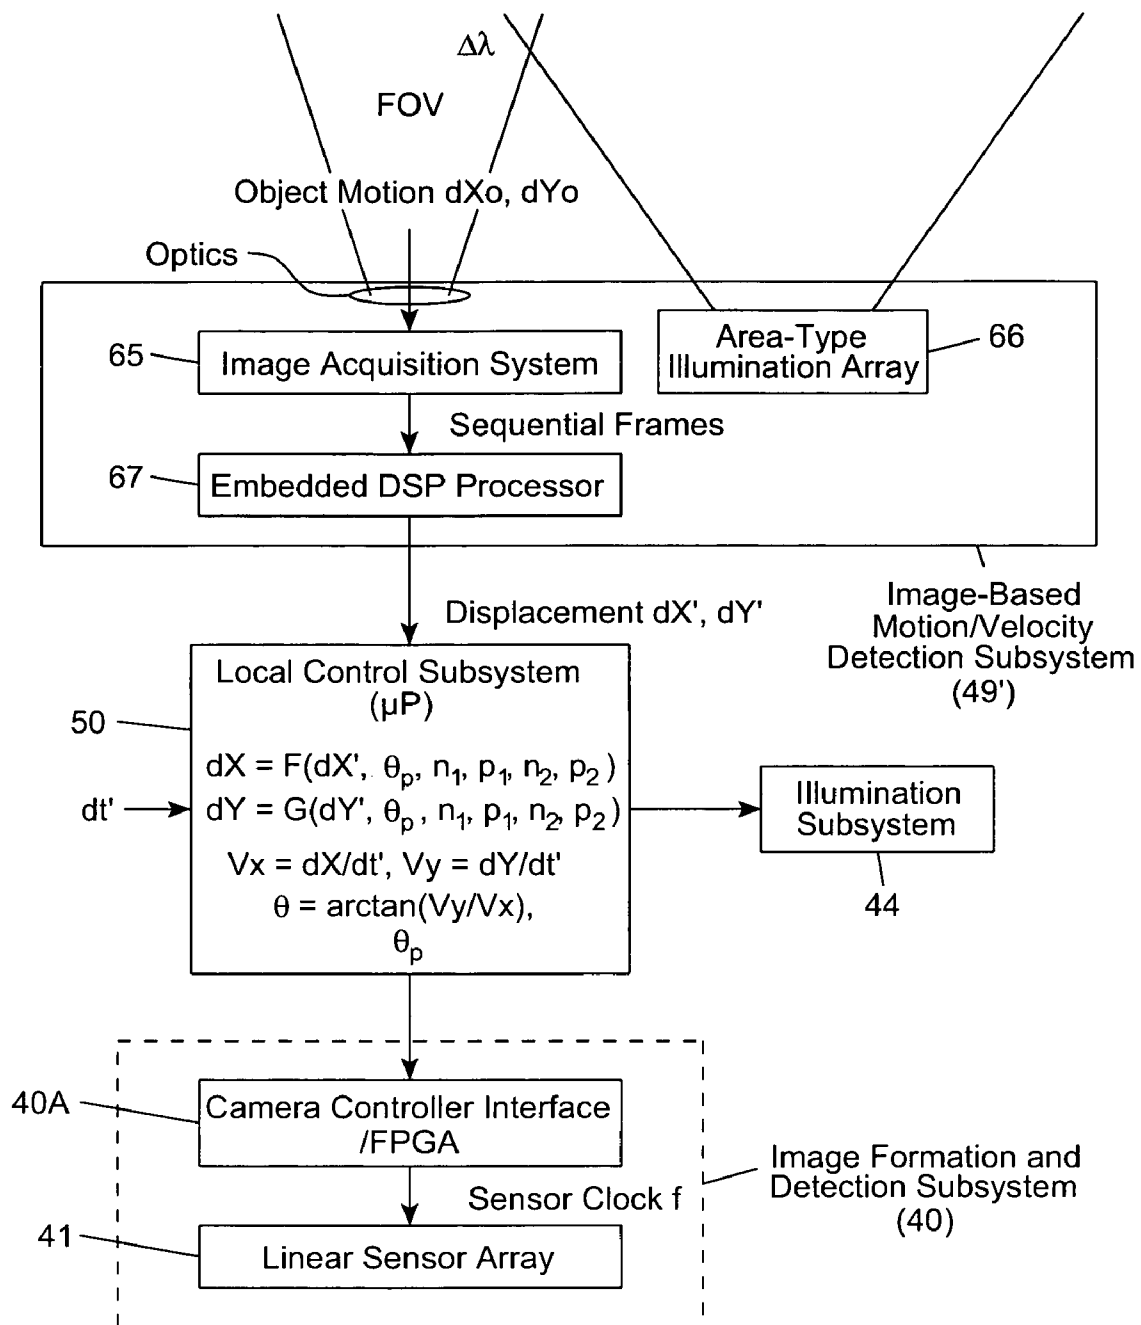 Δλ
FOV
Object Motion dXo, dYo
Optics
65
Image Acquisition System
Area-Type
Illumination Array
66
Sequential Frames
67
Embedded DSP Processor
Displacement dX', dY'
Image-Based
Motion/Velocity
Detection Subsystem
(49')
50
Local Control Subsystem
(µP)
dX = F(dX', θp, n1, p1, n2, p2)
dt'
dY = G(dY', θp, n1, p1, n2, p2)
Vx = dX/dt', Vy = dY/dt'
θ = arctan(Vy/Vx),
θp
Illumination
Subsystem
44
40A
Camera Controller Interface
/FPGA
Sensor Clock f
Image Formation and
Detection Subsystem
(40)
41
Linear Sensor Array